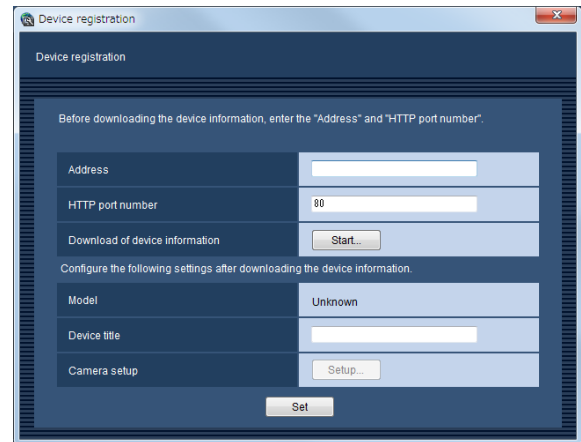 Device registration
Device registration
Before downloading the device information, enter the "Address" and "HTTP port number".
Address
HTTP port number 80
Download of device information Start...
Configure the following settings after downloading the device information.
Model Unknown
Device title
Camera setup Setup...
Set